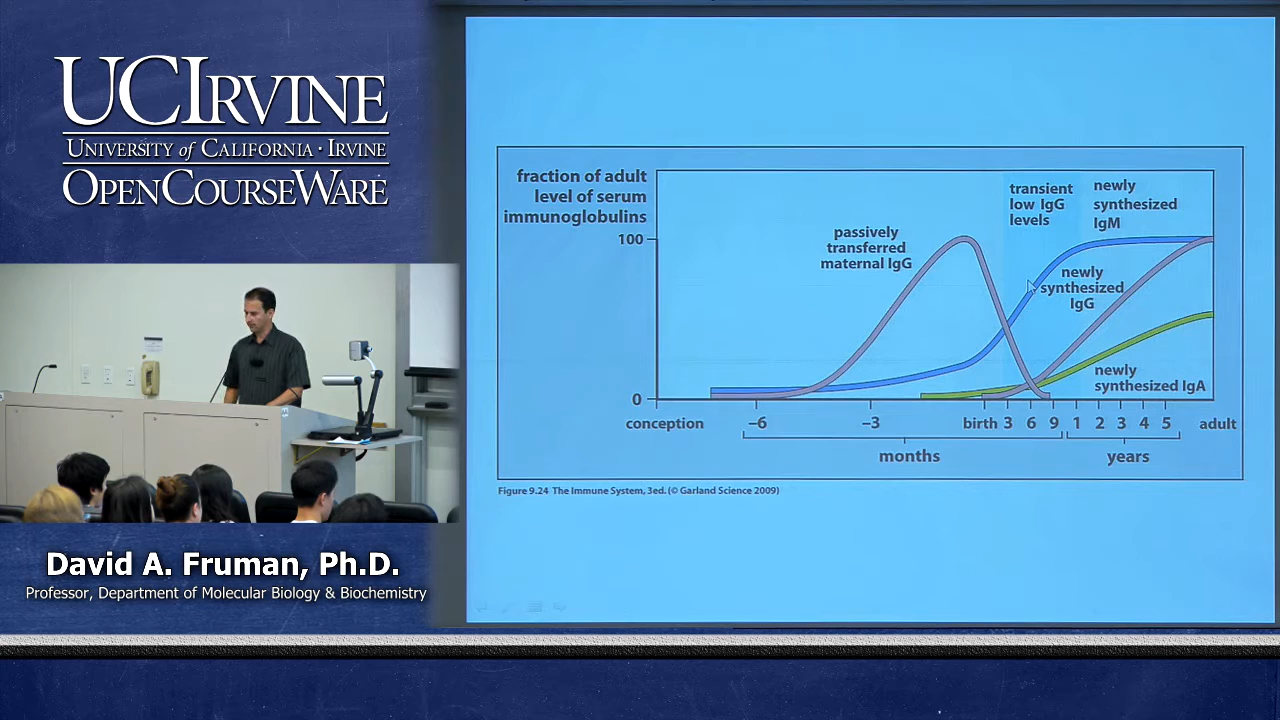 UCIRVINE
UNIVERSITY of CALIFORNIA · IRVINE
OPENCOURSEWARE
David A. Fruman, Ph.D.
Professor, Department of Molecular Biology & Biochemistry
fraction of adult
level of serum
immunoglobulins
100
0
passively
transferred
maternal IgG
transient
low IgG
levels
newly
synthesized
IgM
newly
synthesized
IgG
newly
synthesized IgA
conception −6 −3 birth 3 6 9 1 2 3 4 5 adult
months years
Figure 9.24 The Immune System, 3ed. (© Garland Science 2009)